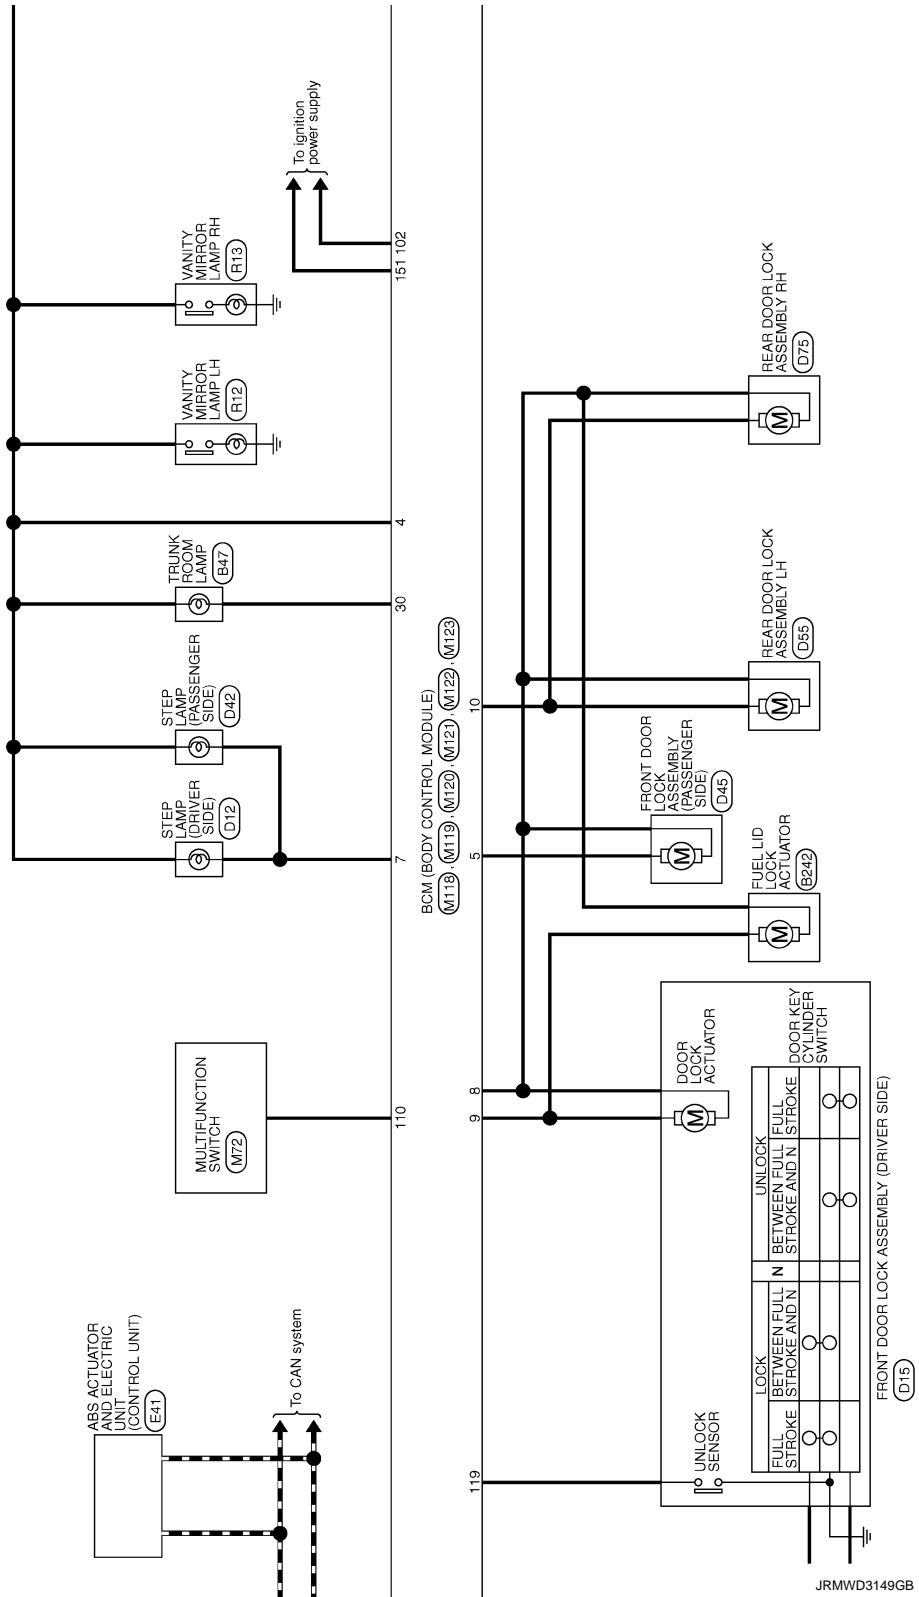 ABS ACTUATOR
AND ELECTRIC
UNIT
(CONTROL UNIT)
E41
To CAN system
MULTIFUNCTION
SWITCH
M72
STEP
LAMP
(DRIVER
SIDE)
D12
STEP
LAMP
(PASSENGER
SIDE)
D42
TRUNK
ROOM
LAMP
B47
VANITY
MIRROR
LAMP LH
R12
VANITY
MIRROR
LAMP RH
R13
To ignition
power supply
110
7
30
4
151
102
BCM (BODY CONTROL MODULE)
M118 , M119 , M120 , M121 , M122 , M123
119
9
8
5
10
UNLOCK
SENSOR
DOOR
LOCK
ACTUATOR
LOCK
N
UNLOCK
FULL
STROKE
BETWEEN FULL
STROKE AND N
BETWEEN FULL
STROKE AND N
FULL
STROKE
DOOR KEY
CYLINDER
SWITCH
FRONT DOOR LOCK ASSEMBLY (DRIVER SIDE)
D15
M
M
FUEL LID
LOCK
ACTUATOR
B242
M
FRONT DOOR
LOCK
ASSEMBLY
(PASSENGER
SIDE)
D45
M
REAR DOOR LOCK
ASSEMBLY LH
D55
M
REAR DOOR LOCK
ASSEMBLY RH
D75
JRMWD3149GB